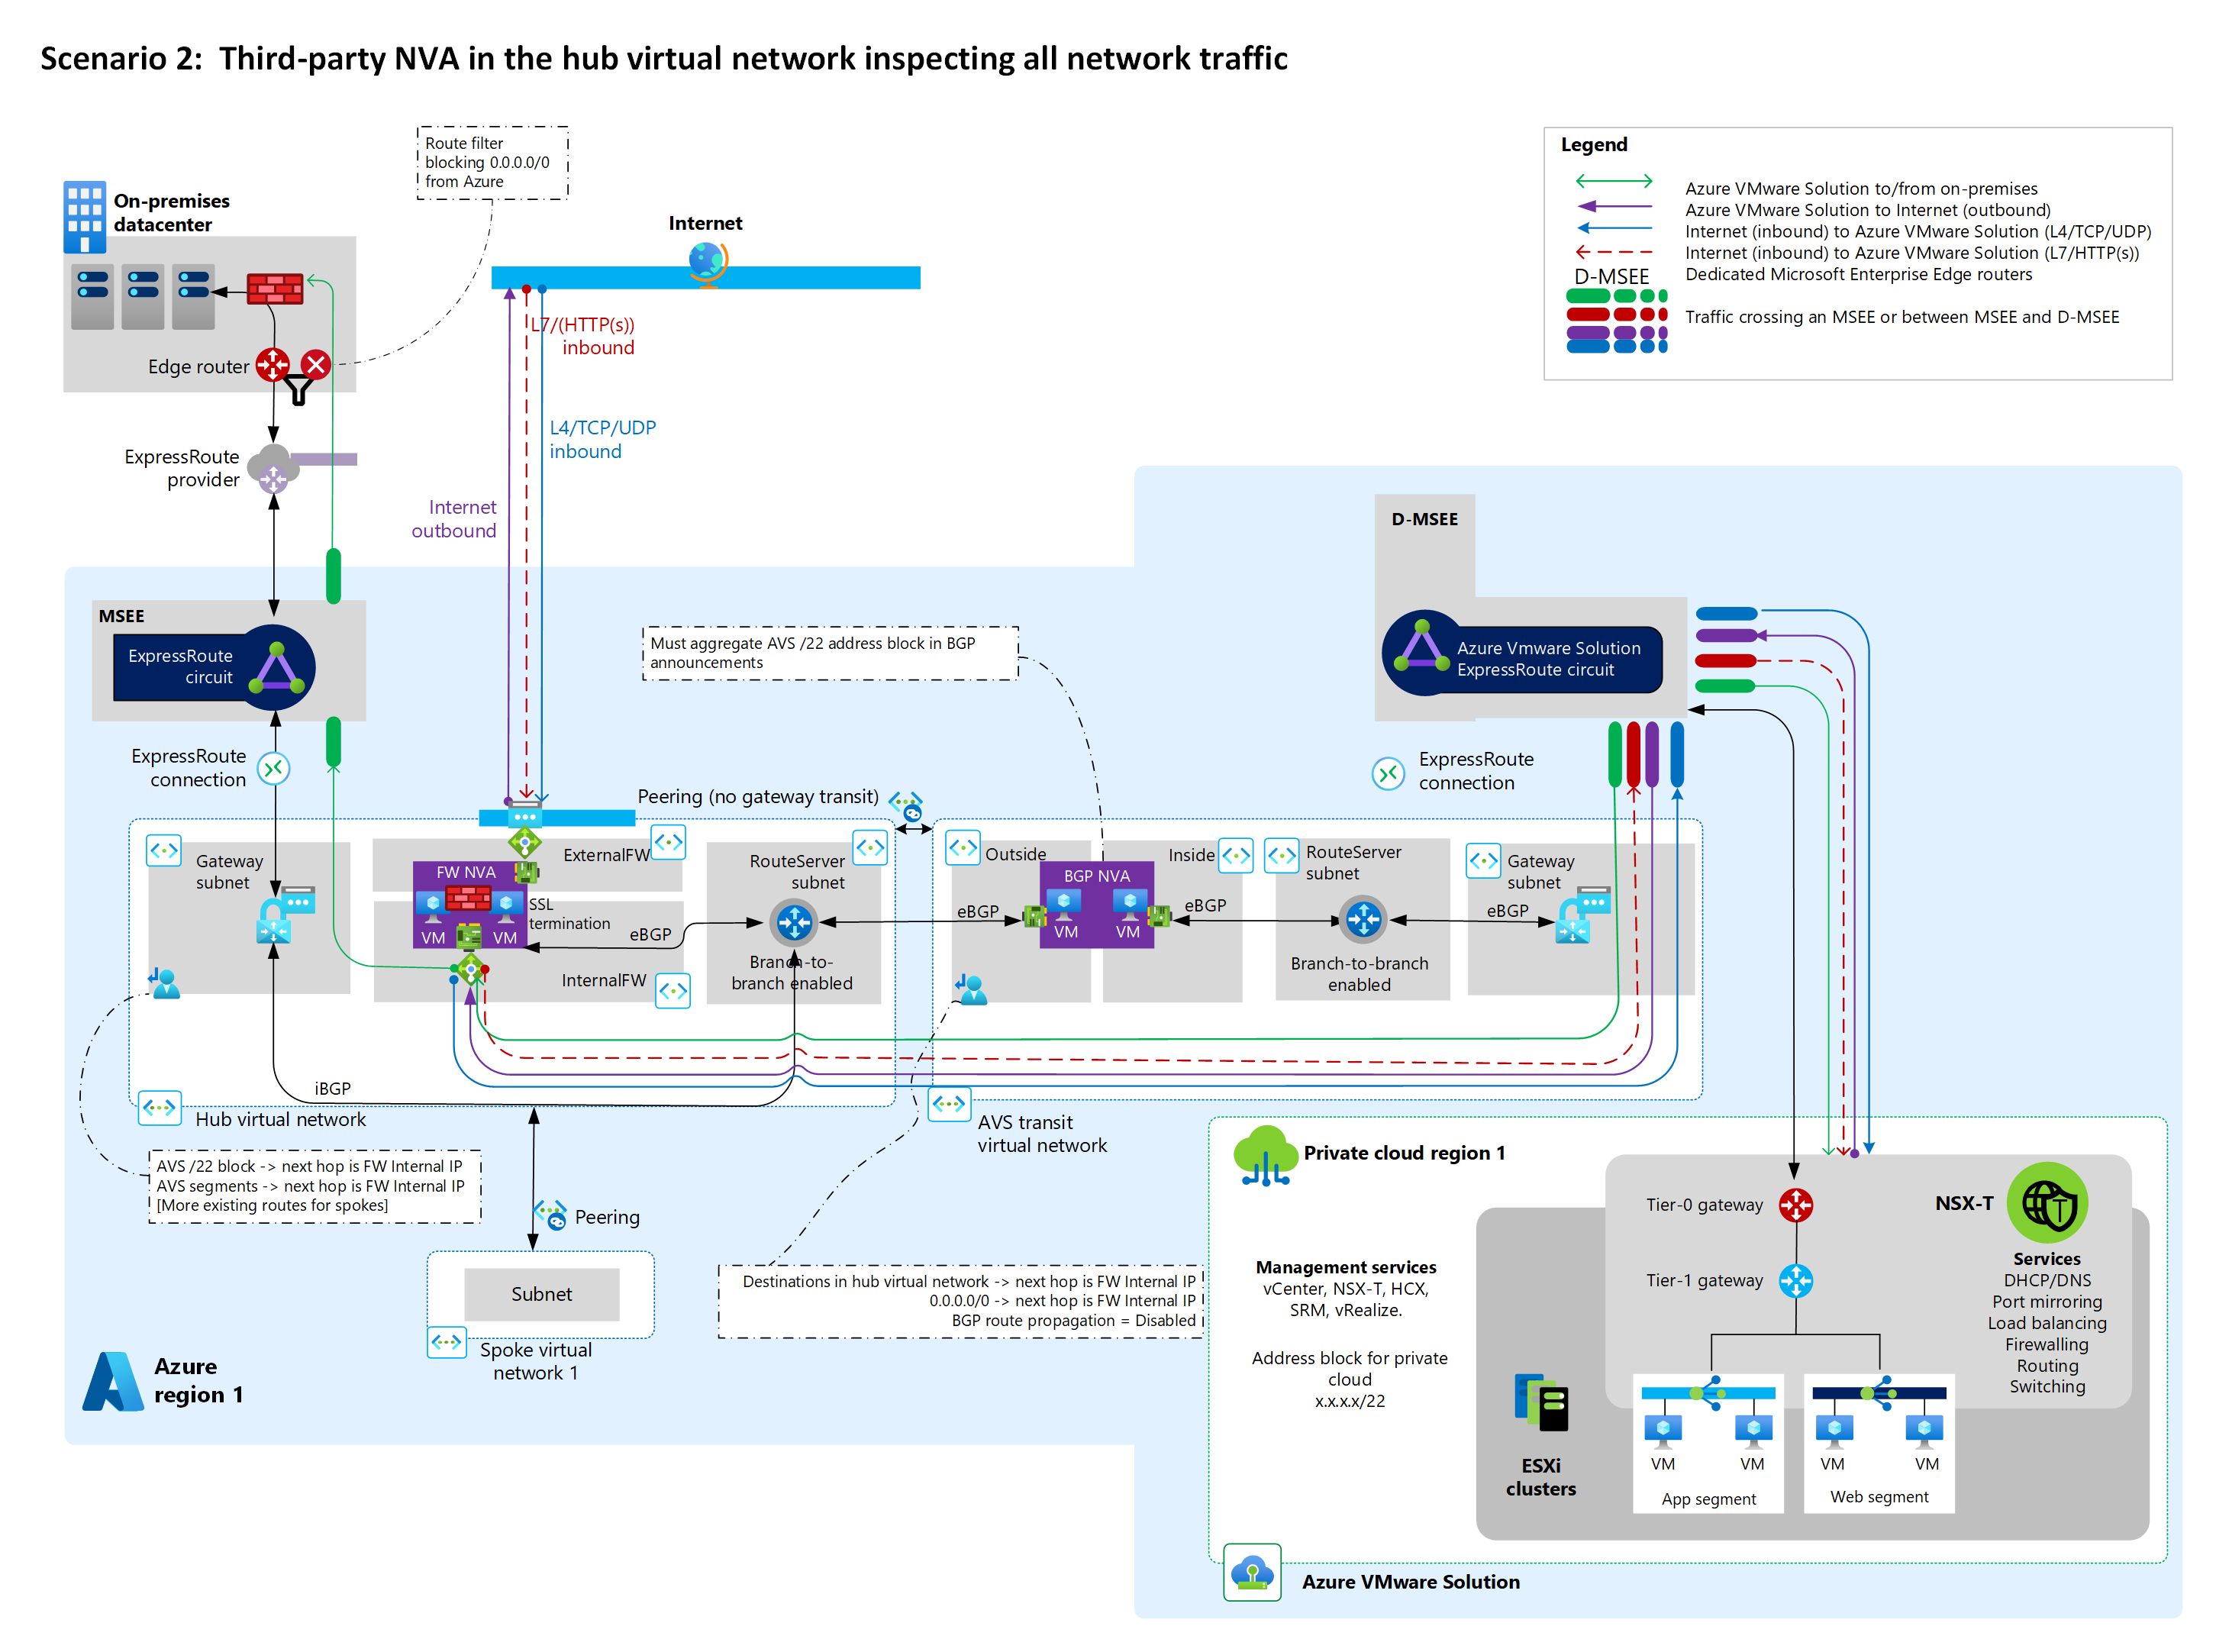 Scenario 2:  Third-party NVA in the hub virtual network inspecting all network traffic
Route filter
blocking 0.0.0.0/0
from Azure
Legend
Azure VMware Solution to/from on-premises
Azure VMware Solution to Internet (outbound)
Internet (inbound) to Azure VMware Solution (L4/TCP/UDP)
Internet (inbound) to Azure VMware Solution (L7/HTTP(s))
D-MSEE
Dedicated Microsoft Enterprise Edge routers
Traffic crossing an MSEE or between MSEE and D-MSEE
On-premises
datacenter
Edge router
ExpressRoute
provider
Internet
L7/(HTTP(s))
inbound
L4/TCP/UDP
inbound
Internet
outbound
MSEE
ExpressRoute
circuit
ExpressRoute
connection
Must aggregate AVS /22 address block in BGP
announcements
D-MSEE
Azure Vmware Solution
ExpressRoute circuit
ExpressRoute
connection
Peering (no gateway transit)
Gateway
subnet
ExternalFW
FW NVA
SSL
termination
VM
VM
eBGP
InternalFW
RouteServer
subnet
Branch-to-
branch enabled
eBGP
Outside
BGP NVA
VM
VM
Inside
eBGP
RouteServer
subnet
Branch-to-branch
enabled
eBGP
Gateway
subnet
iBGP
Hub virtual network
AVS transit
virtual network
AVS /22 block -> next hop is FW Internal IP
AVS segments -> next hop is FW Internal IP
[More existing routes for spokes]
Peering
Subnet
Spoke virtual
network 1
Destinations in hub virtual network -> next hop is FW Internal IP
0.0.0.0/0 -> next hop is FW Internal IP
BGP route propagation = Disabled
Azure
region 1
Private cloud region 1
Management services
vCenter, NSX-T, HCX,
SRM, vRealize.
Address block for private
cloud
x.x.x.x/22
Tier-0 gateway
Tier-1 gateway
NSX-T
T
Services
DHCP/DNS
Port mirroring
Load balancing
Firewalling
Routing
Switching
ESXi
clusters
VM
VM
App segment
VM
VM
Web segment
Azure VMware Solution